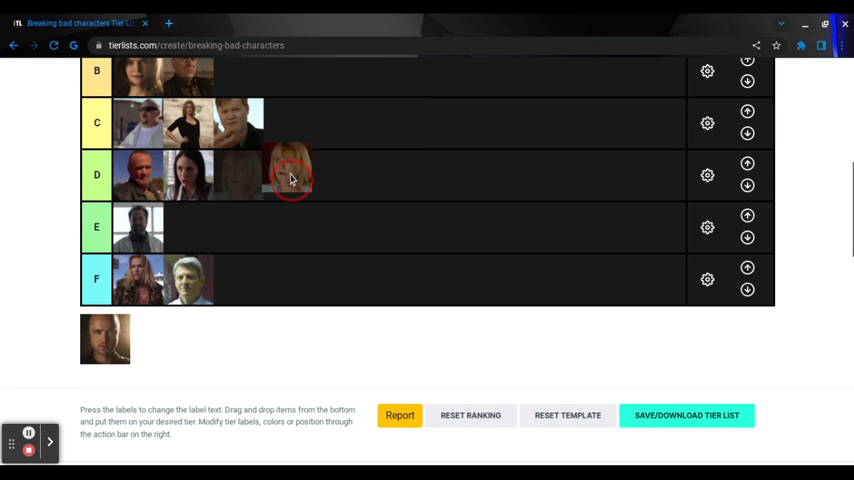 Breaking bad characters Tier Lis
tierlists.com/create/breaking-bad-characters
B
C
D
E
F
Press the labels to change the label text. Drag and drop items from the bottom
and put them on your desired tier. Modify tier labels, colors or position through
the action bar on the right.
Report
RESET RANKING
RESET TEMPLATE
SAVE/DOWNLOAD TIER LIST